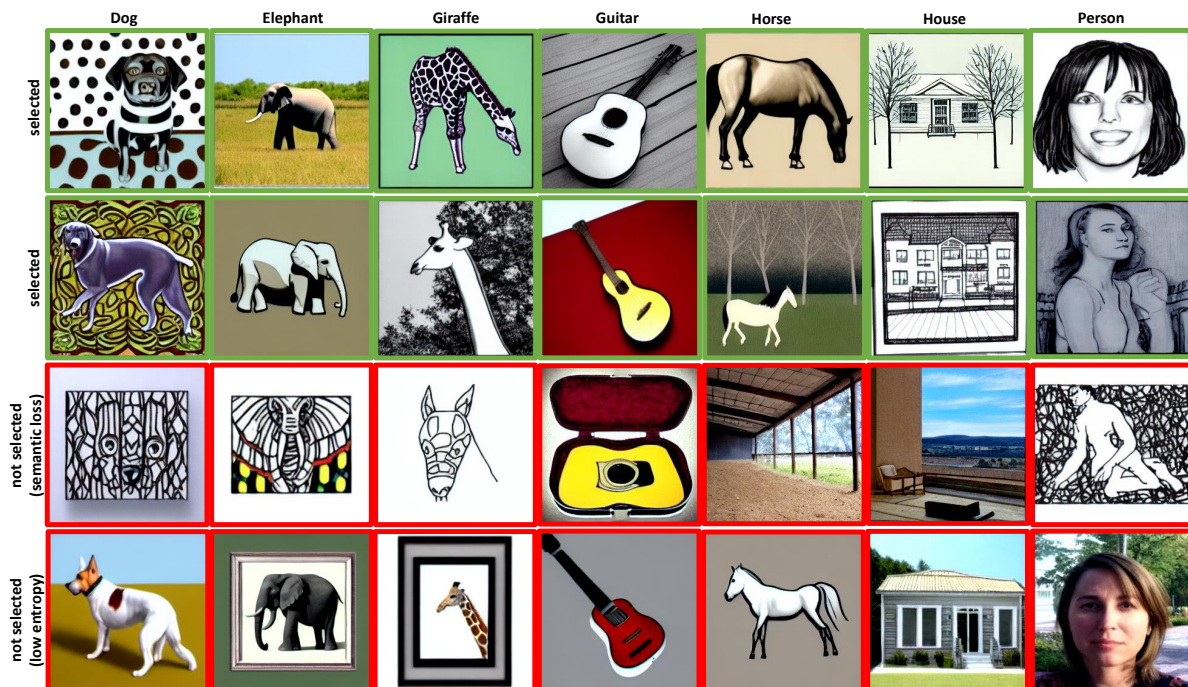 Dog Elephant Giraffe Guitar Horse House Person
selected
selected
not selected
(semantic loss)
not selected
(low entropy)